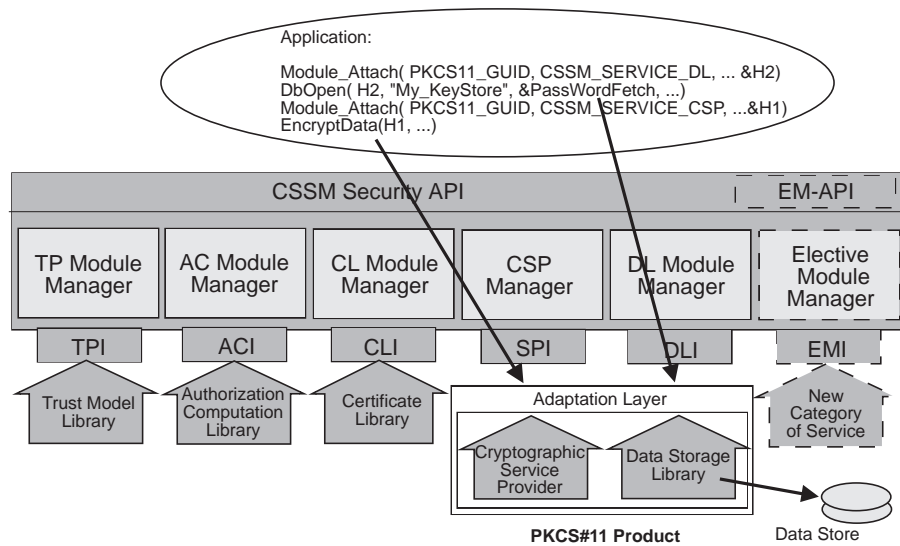 Application:
Module_Attach( PKCS11_GUID, CSSM_SERVICE_DL, ... &H2)
DbOpen( H2, "My_KeyStore", &PassWordFetch, ...)
Module_Attach( PKCS11_GUID, CSSM_SERVICE_CSP, ...&H1)
EncryptData(H1, ...)
CSSM Security API
EM-API
TP Module
Manager
AC Module
Manager
CL Module
Manager
CSP
Manager
DL Module
Manager
Elective
Module
Manager
TPI
ACI
CLI
SPI
DLI
EMI
Trust Model
Library
Authorization
Computation
Library
Certificate
Library
Adaptation Layer
Cryptographic
Service
Provider
Data Storage
Library
New
Category
of Service
PKCS#11 Product
Data Store